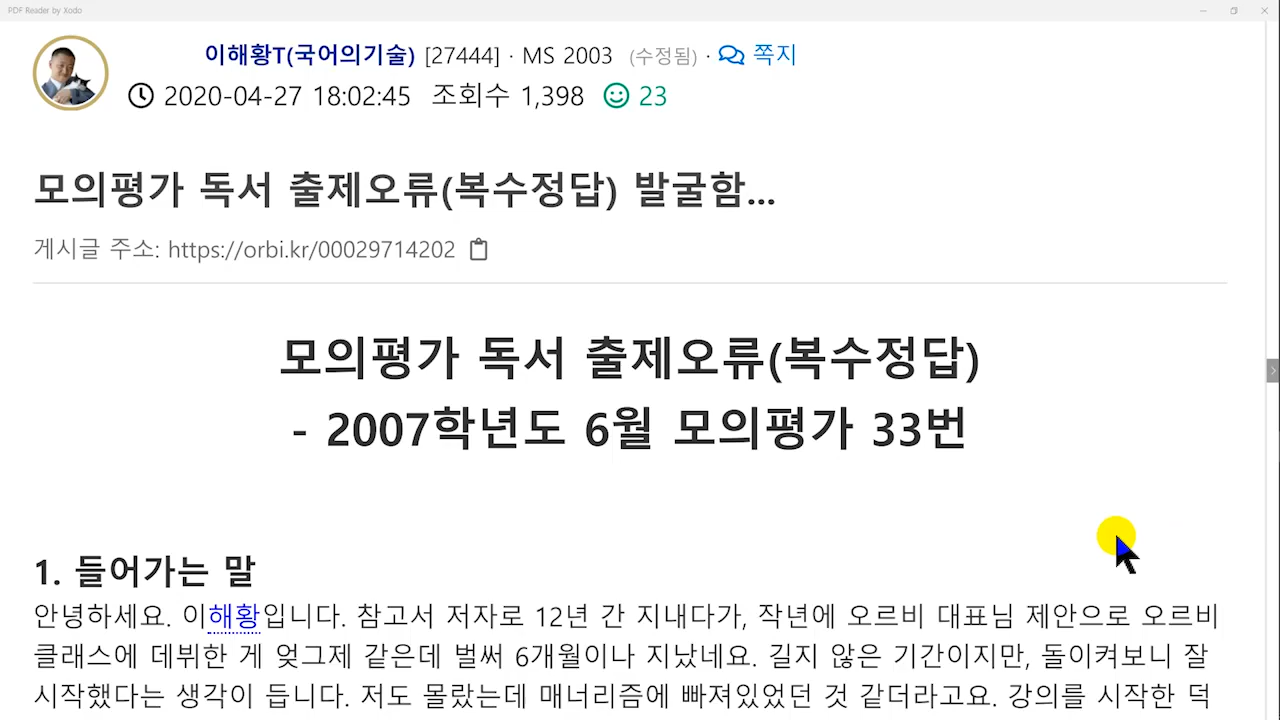 PDF Reader by Xodo
이해황T(국어의기술) [27444] · MS 2003 (수정됨) · 쪽지
2020-04-27 18:02:45 조회수 1,398 23
모의평가 독서 출제오류(복수정답) 발굴함...
게시글 주소: https://orbi.kr/00029714202
모의평가 독서 출제오류(복수정답)
- 2007학년도 6월 모의평가 33번
1. 들어가는 말
안녕하세요. 이해황입니다. 참고서 저자로 12년 간 지내다가, 작년에 오르비 대표님 제안으로 오르비
클래스에 데뷔한 게 엊그제 같은데 벌써 6개월이나 지났네요. 길지 않은 기간이지만, 돌이켜보니 잘
시작했다는 생각이 듭니다. 저도 몰랐는데 매너리즘에 빠져있었던 것 같더라고요. 강의를 시작한 덕